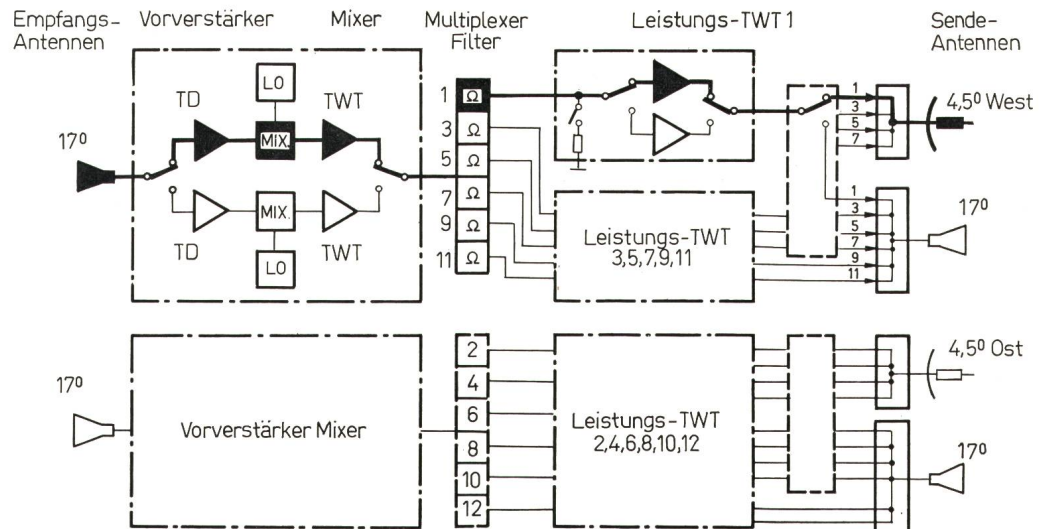 Empfangs-
Antennen
Vorverstärker
Mixer
Multiplexer
Filter
Leistungs-TWT 1
Sende-
Antennen
17⁰
TD
LO
MIX.
TWT
TD
MIX.
LO
TWT
1 Ω
3 Ω
5 Ω
7 Ω
9 Ω
11 Ω
Leistungs-TWT
3,5,7,9,11
1
3
5
7
4,5⁰ West
1
3
5
7
9
11
17⁰
17⁰
Vorverstärker Mixer
2
4
6
8
10
12
Leistungs-TWT
2,4,6,8,10,12
4,5⁰ Ost
17⁰